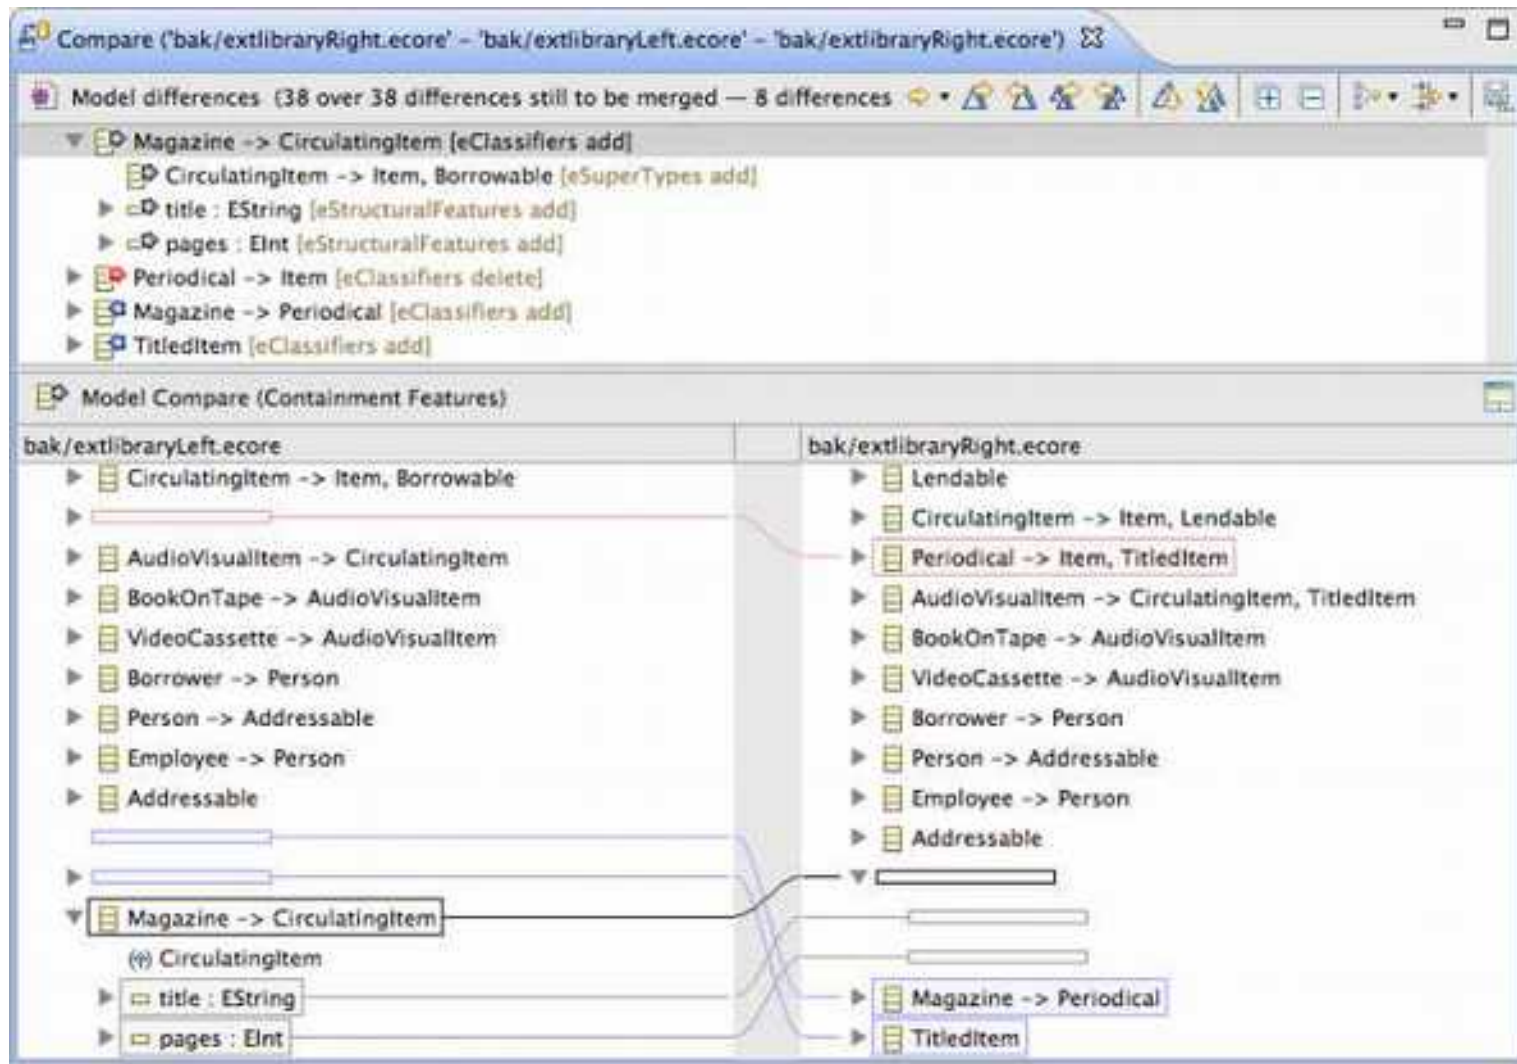 Compare ('bak/extlibraryRight.ecore' - 'bak/extlibraryLeft.ecore' - 'bak/extlibraryRight.ecore')
Model differences (38 over 38 differences still to be merged — 8 differences
Magazine -> CirculatingItem [eClassifiers add]
CirculatingItem -> Item, Borrowable [eSuperTypes add]
title : EString [eStructuralFeatures add]
pages : EInt [eStructuralFeatures add]
Periodical -> Item [eClassifiers delete]
Magazine -> Periodical [eClassifiers add]
TitledItem [eClassifiers add]
Model Compare (Containment Features)
bak/extlibraryLeft.ecore
CirculatingItem -> Item, Borrowable
AudioVisualItem -> CirculatingItem
BookOnTape -> AudioVisualItem
VideoCassette -> AudioVisualItem
Borrower -> Person
Person -> Addressable
Employee -> Person
Addressable
Magazine -> CirculatingItem
CirculatingItem
title : EString
pages : EInt
bak/extlibraryRight.ecore
Lendable
CirculatingItem -> Item, Lendable
Periodical -> Item, TitledItem
AudioVisualItem -> CirculatingItem, TitledItem
BookOnTape -> AudioVisualItem
VideoCassette -> AudioVisualItem
Borrower -> Person
Person -> Addressable
Employee -> Person
Addressable
Magazine -> Periodical
TitledItem